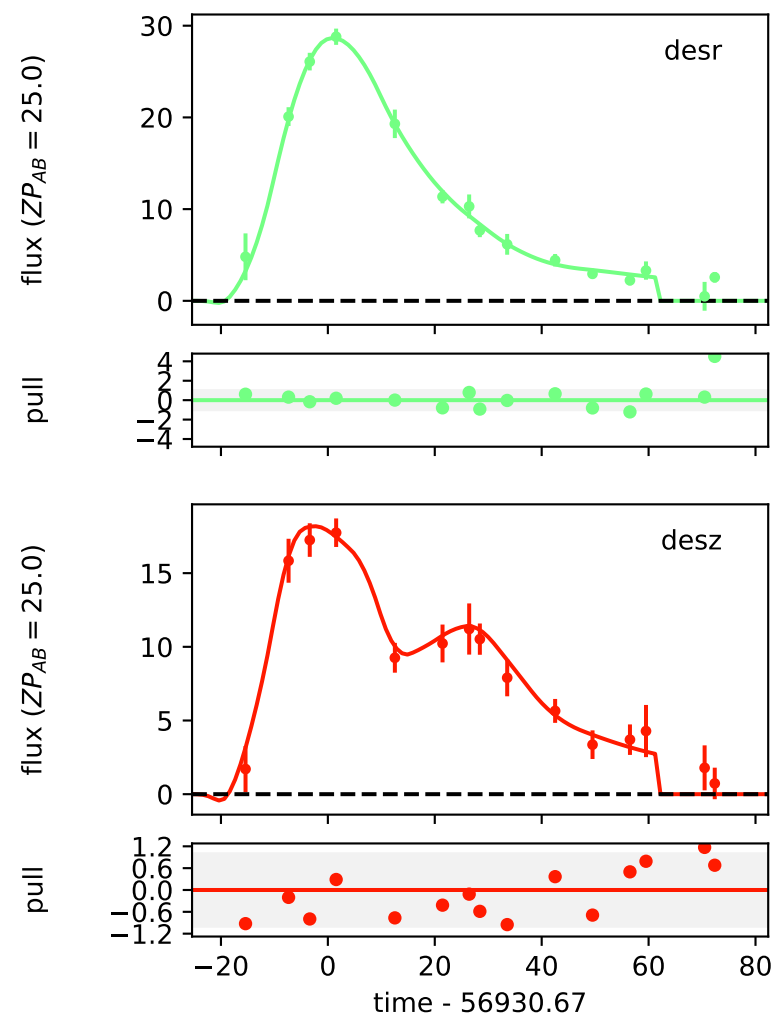 desr
flux (ZP_AB = 25.0)
30
20
10
0
pull
4
2
0
−2
−4
desz
flux (ZP_AB = 25.0)
15
10
5
0
pull
1.2
0.6
0.0
−0.6
−1.2
−20 0 20 40 60 80
time - 56930.67